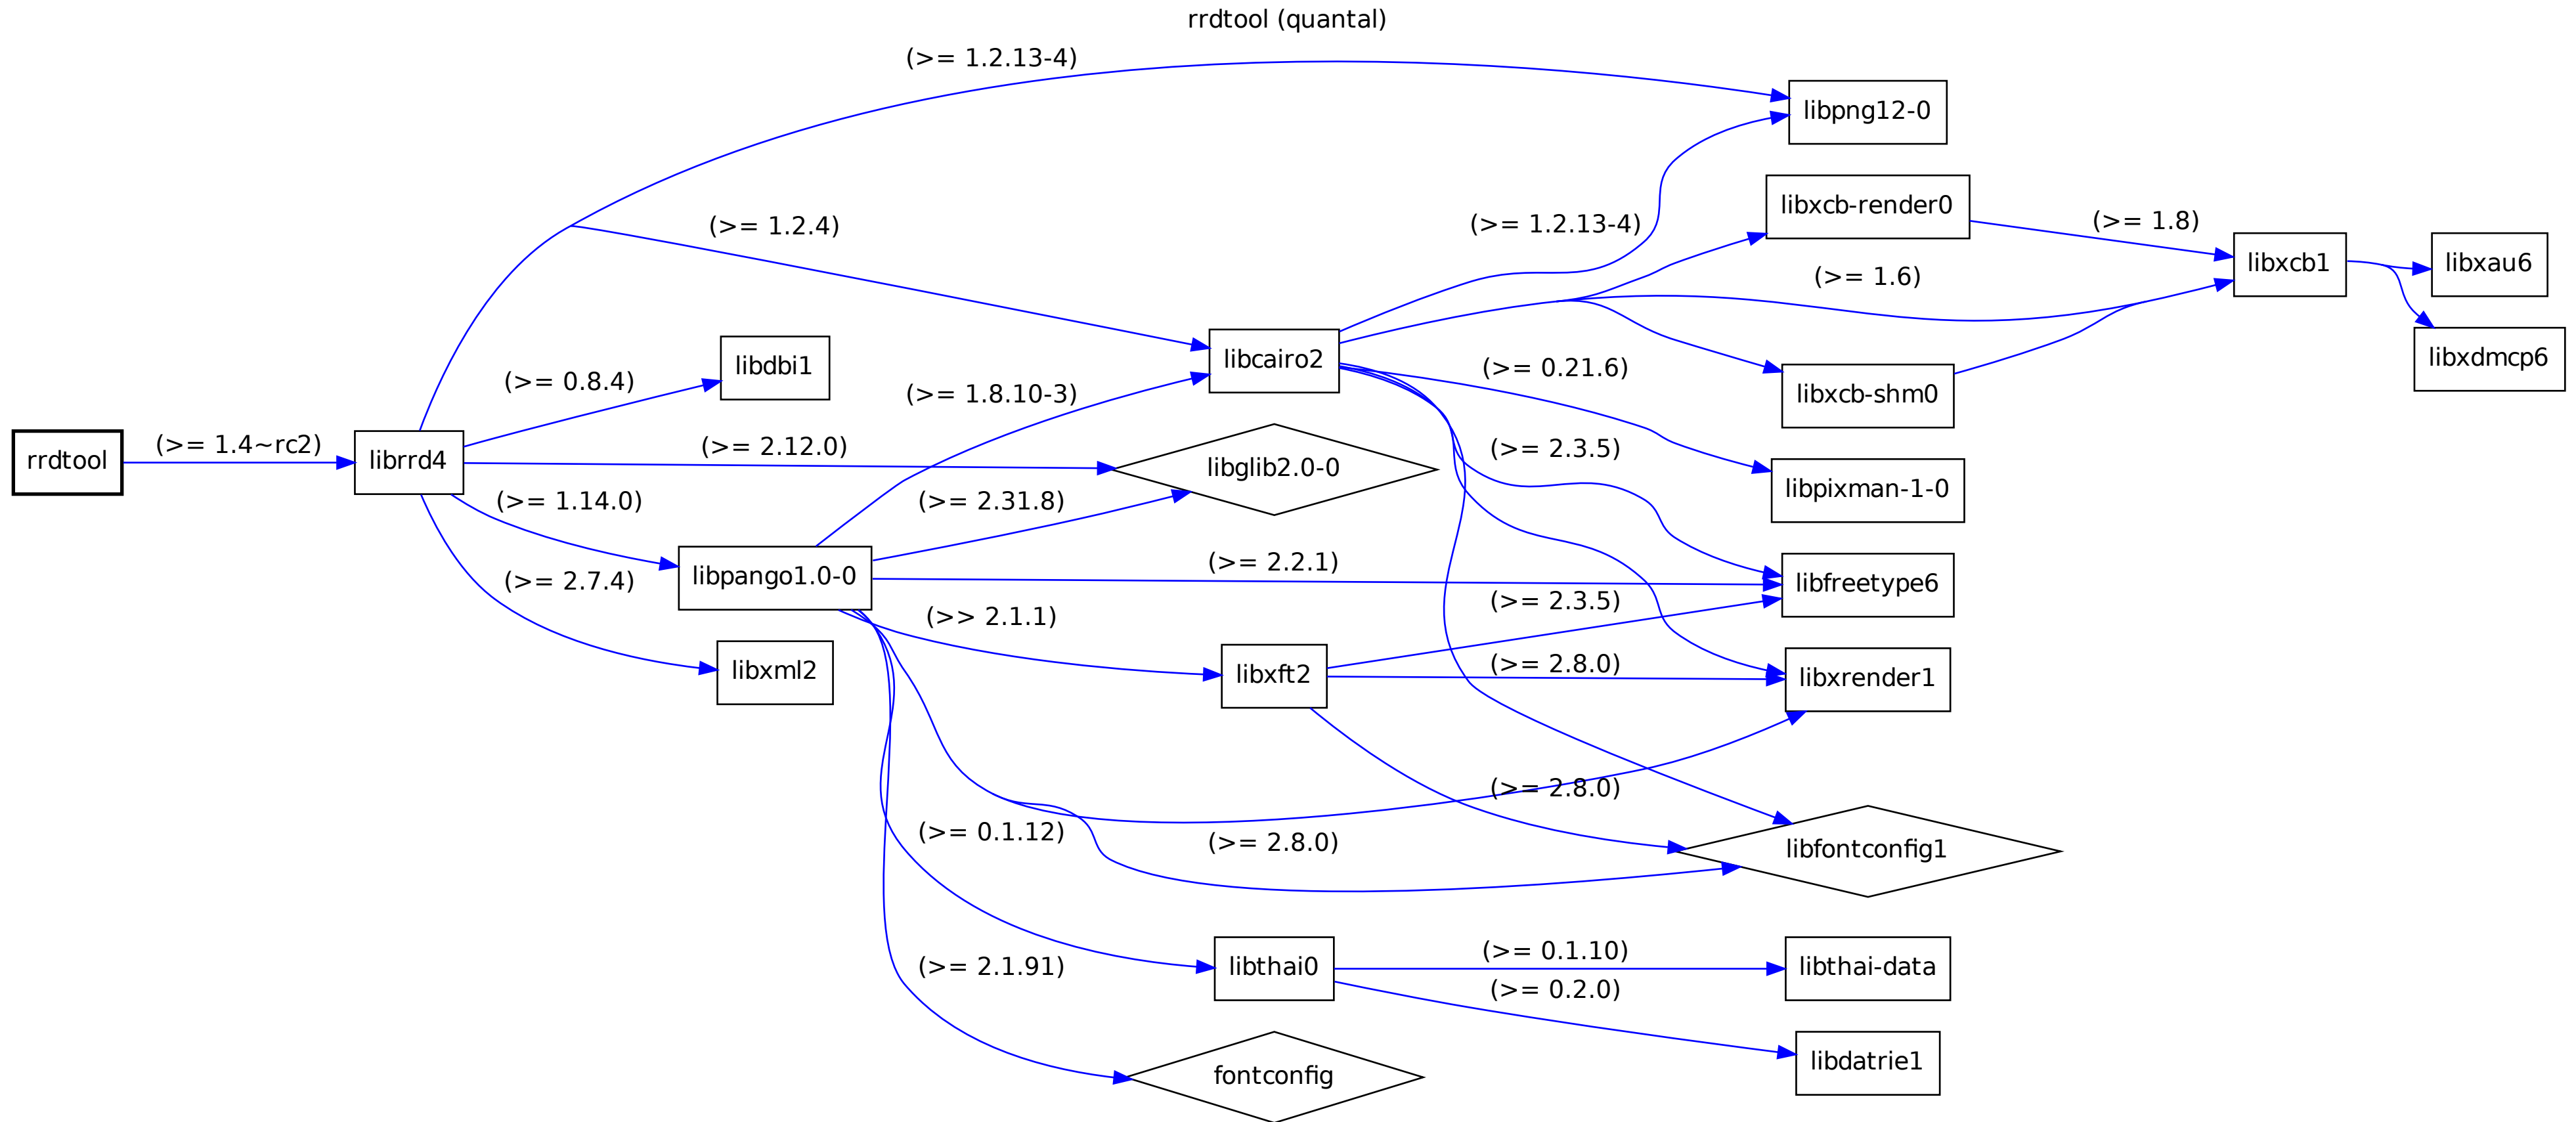 rrdtool (quantal)
(>= 1.2.13-4)
libpng12-0
libxcb-render0
(>= 1.2.4)
(>= 1.2.13-4)
(>= 1.8)
libxcb1
libxau6
(>= 1.6)
libdbi1
libcairo2
(>= 0.21.6)
libxdmcp6
(>= 0.8.4)
(>= 1.8.10-3)
libxcb-shm0
rrdtool
(>= 1.4~rc2)
librrd4
(>= 2.12.0)
libglib2.0-0
(>= 2.3.5)
(>= 1.14.0)
(>= 2.31.8)
libpixman-1-0
(>= 2.7.4)
libpango1.0-0
(>= 2.2.1)
libfreetype6
(>> 2.1.1)
(>= 2.3.5)
libxml2
libxft2
(>= 2.8.0)
libxrender1
(>= 2.8.0)
(>= 0.1.12)
(>= 2.8.0)
libfontconfig1
(>= 2.1.91)
libthai0
(>= 0.1.10)
libthai-data
(>= 0.2.0)
fontconfig
libdatrie1